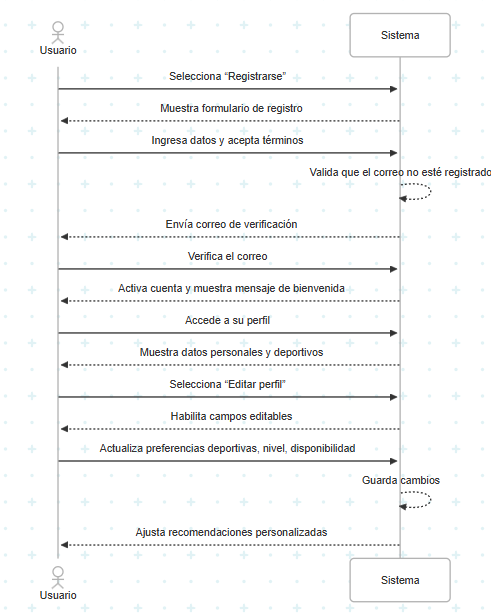 Usuario
Sistema
Selecciona “Registrarse”
Muestra formulario de registro
Ingresa datos y acepta términos
Valida que el correo no esté registrado
Envía correo de verificación
Verifica el correo
Activa cuenta y muestra mensaje de bienvenida
Accede a su perfil
Muestra datos personales y deportivos
Selecciona “Editar perfil”
Habilita campos editables
Actualiza preferencias deportivas, nivel, disponibilidad
Guarda cambios
Ajusta recomendaciones personalizadas
Usuario
Sistema